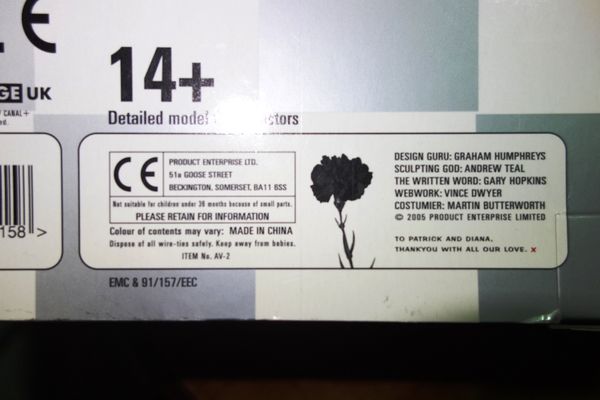 CE
GE UK
CANAL+
14+
Detailed model ctors
158 >
CE
PRODUCT ENTERPRISE LTD.
51B GOOSE STREET
BECKINGTON, SOMERSET, BA11 6SS
Not suitable for children under 36 months because of small parts.
PLEASE RETAIN FOR INFORMATION
Colour of contents may vary: MADE IN CHINA
Dispose of all wire-ties safely. Keep away from babies.
ITEM No. AV-2
DESIGN GURU: GRAHAM HUMPHREYS
SCULPTING GOD: ANDREW TEAL
THE WRITTEN WORD: GARY HOPKINS
WEBWORK: VINCE DWYER
COSTUMIER: MARTIN BUTTERWORTH
© 2005 PRODUCT ENTERPRISE LIMITED
TO PATRICK AND DIANA,
THANKYOU WITH ALL OUR LOVE. X
EMC & 91/157/EEC